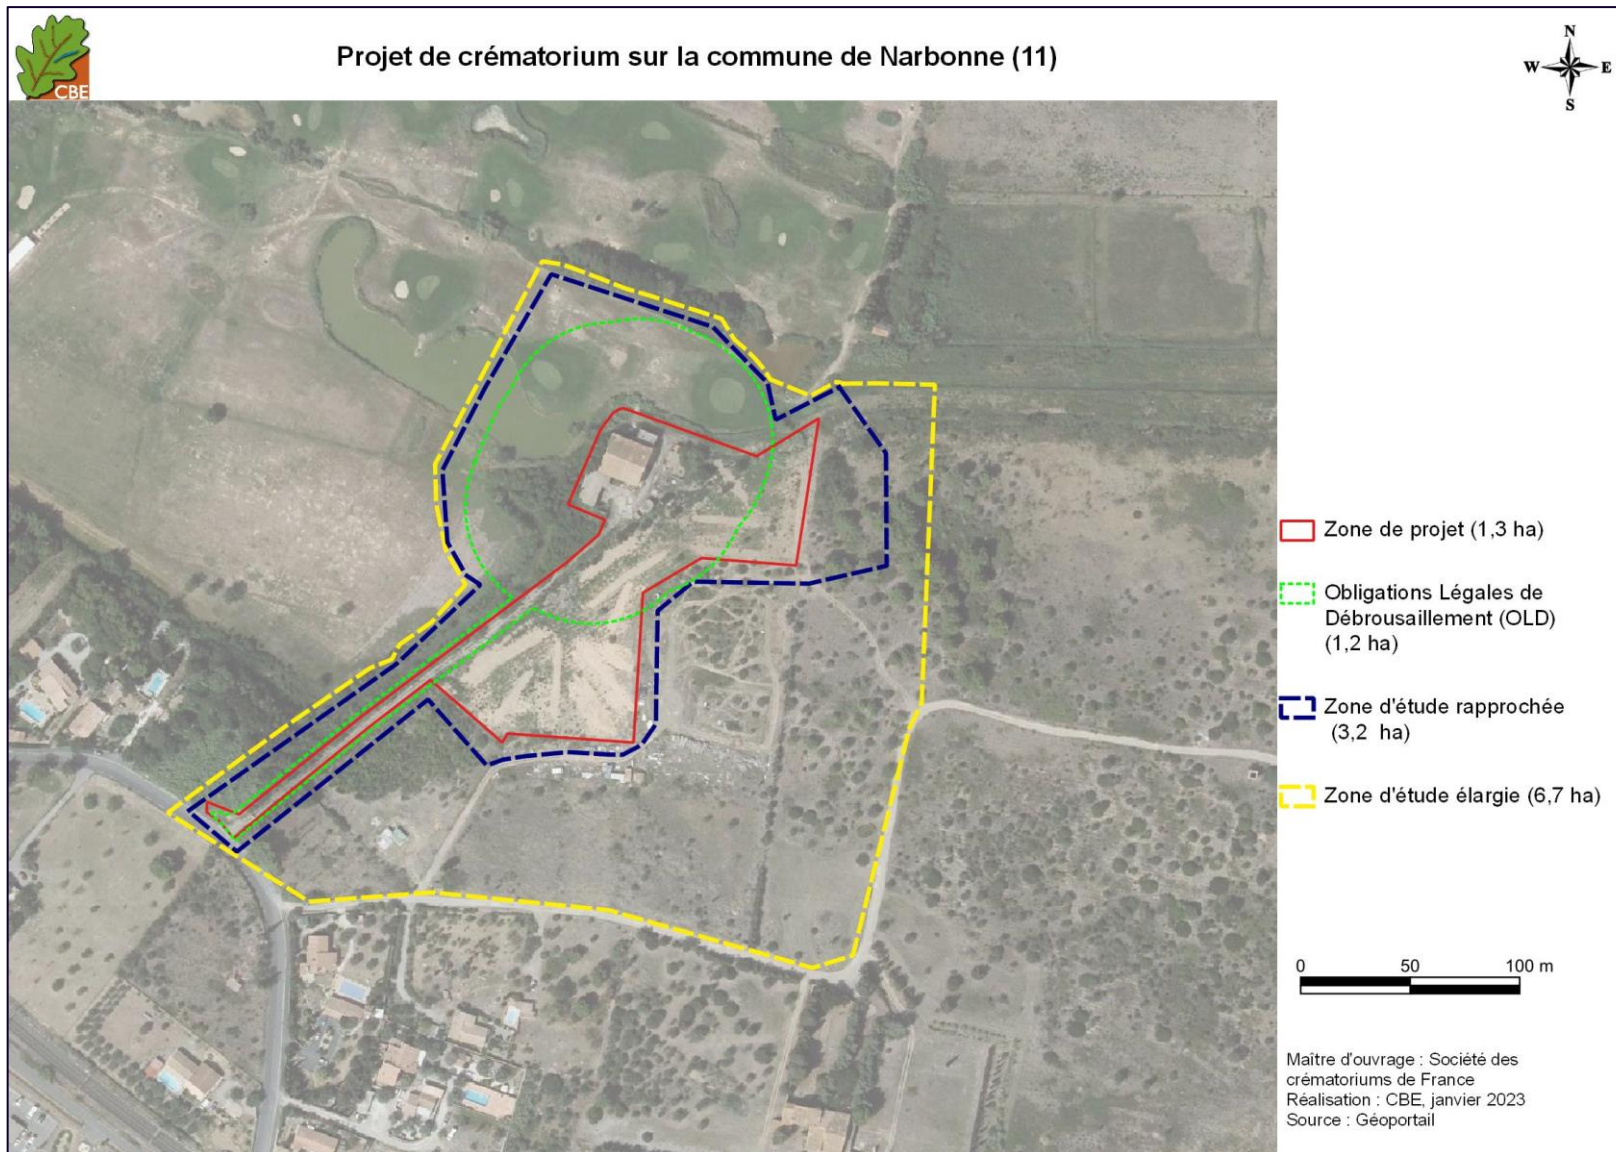 CBE
Projet de crématorium sur la commune de Narbonne (11)
N
W E
S
Zone de projet (1,3 ha)
Obligations Légales de
Débrousaillement (OLD)
(1,2 ha)
Zone d'étude rapprochée
(3,2 ha)
Zone d'étude élargie (6,7 ha)
0 50 100 m
Maître d'ouvrage : Société des
crématoriums de France
Réalisation : CBE, janvier 2023
Source : Géoportail